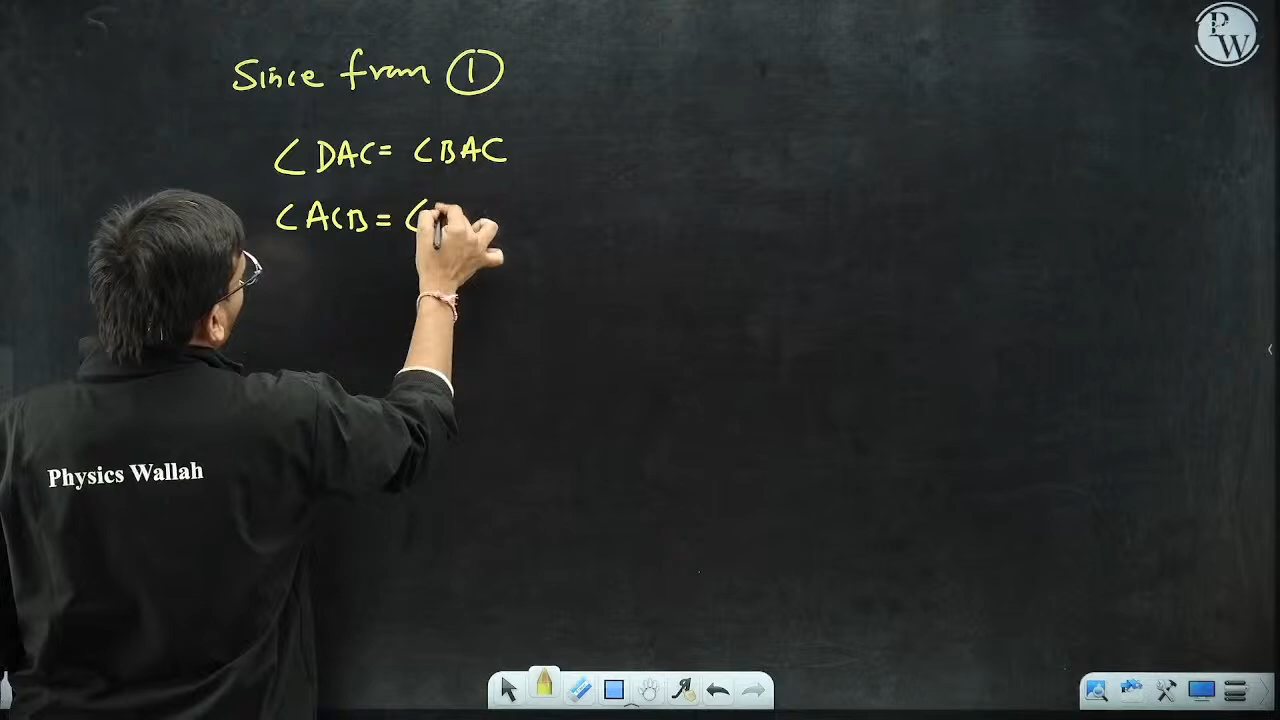 Since from ①
∠DAC = ∠BAC
∠ACB = ∠
Physics Wallah
PW